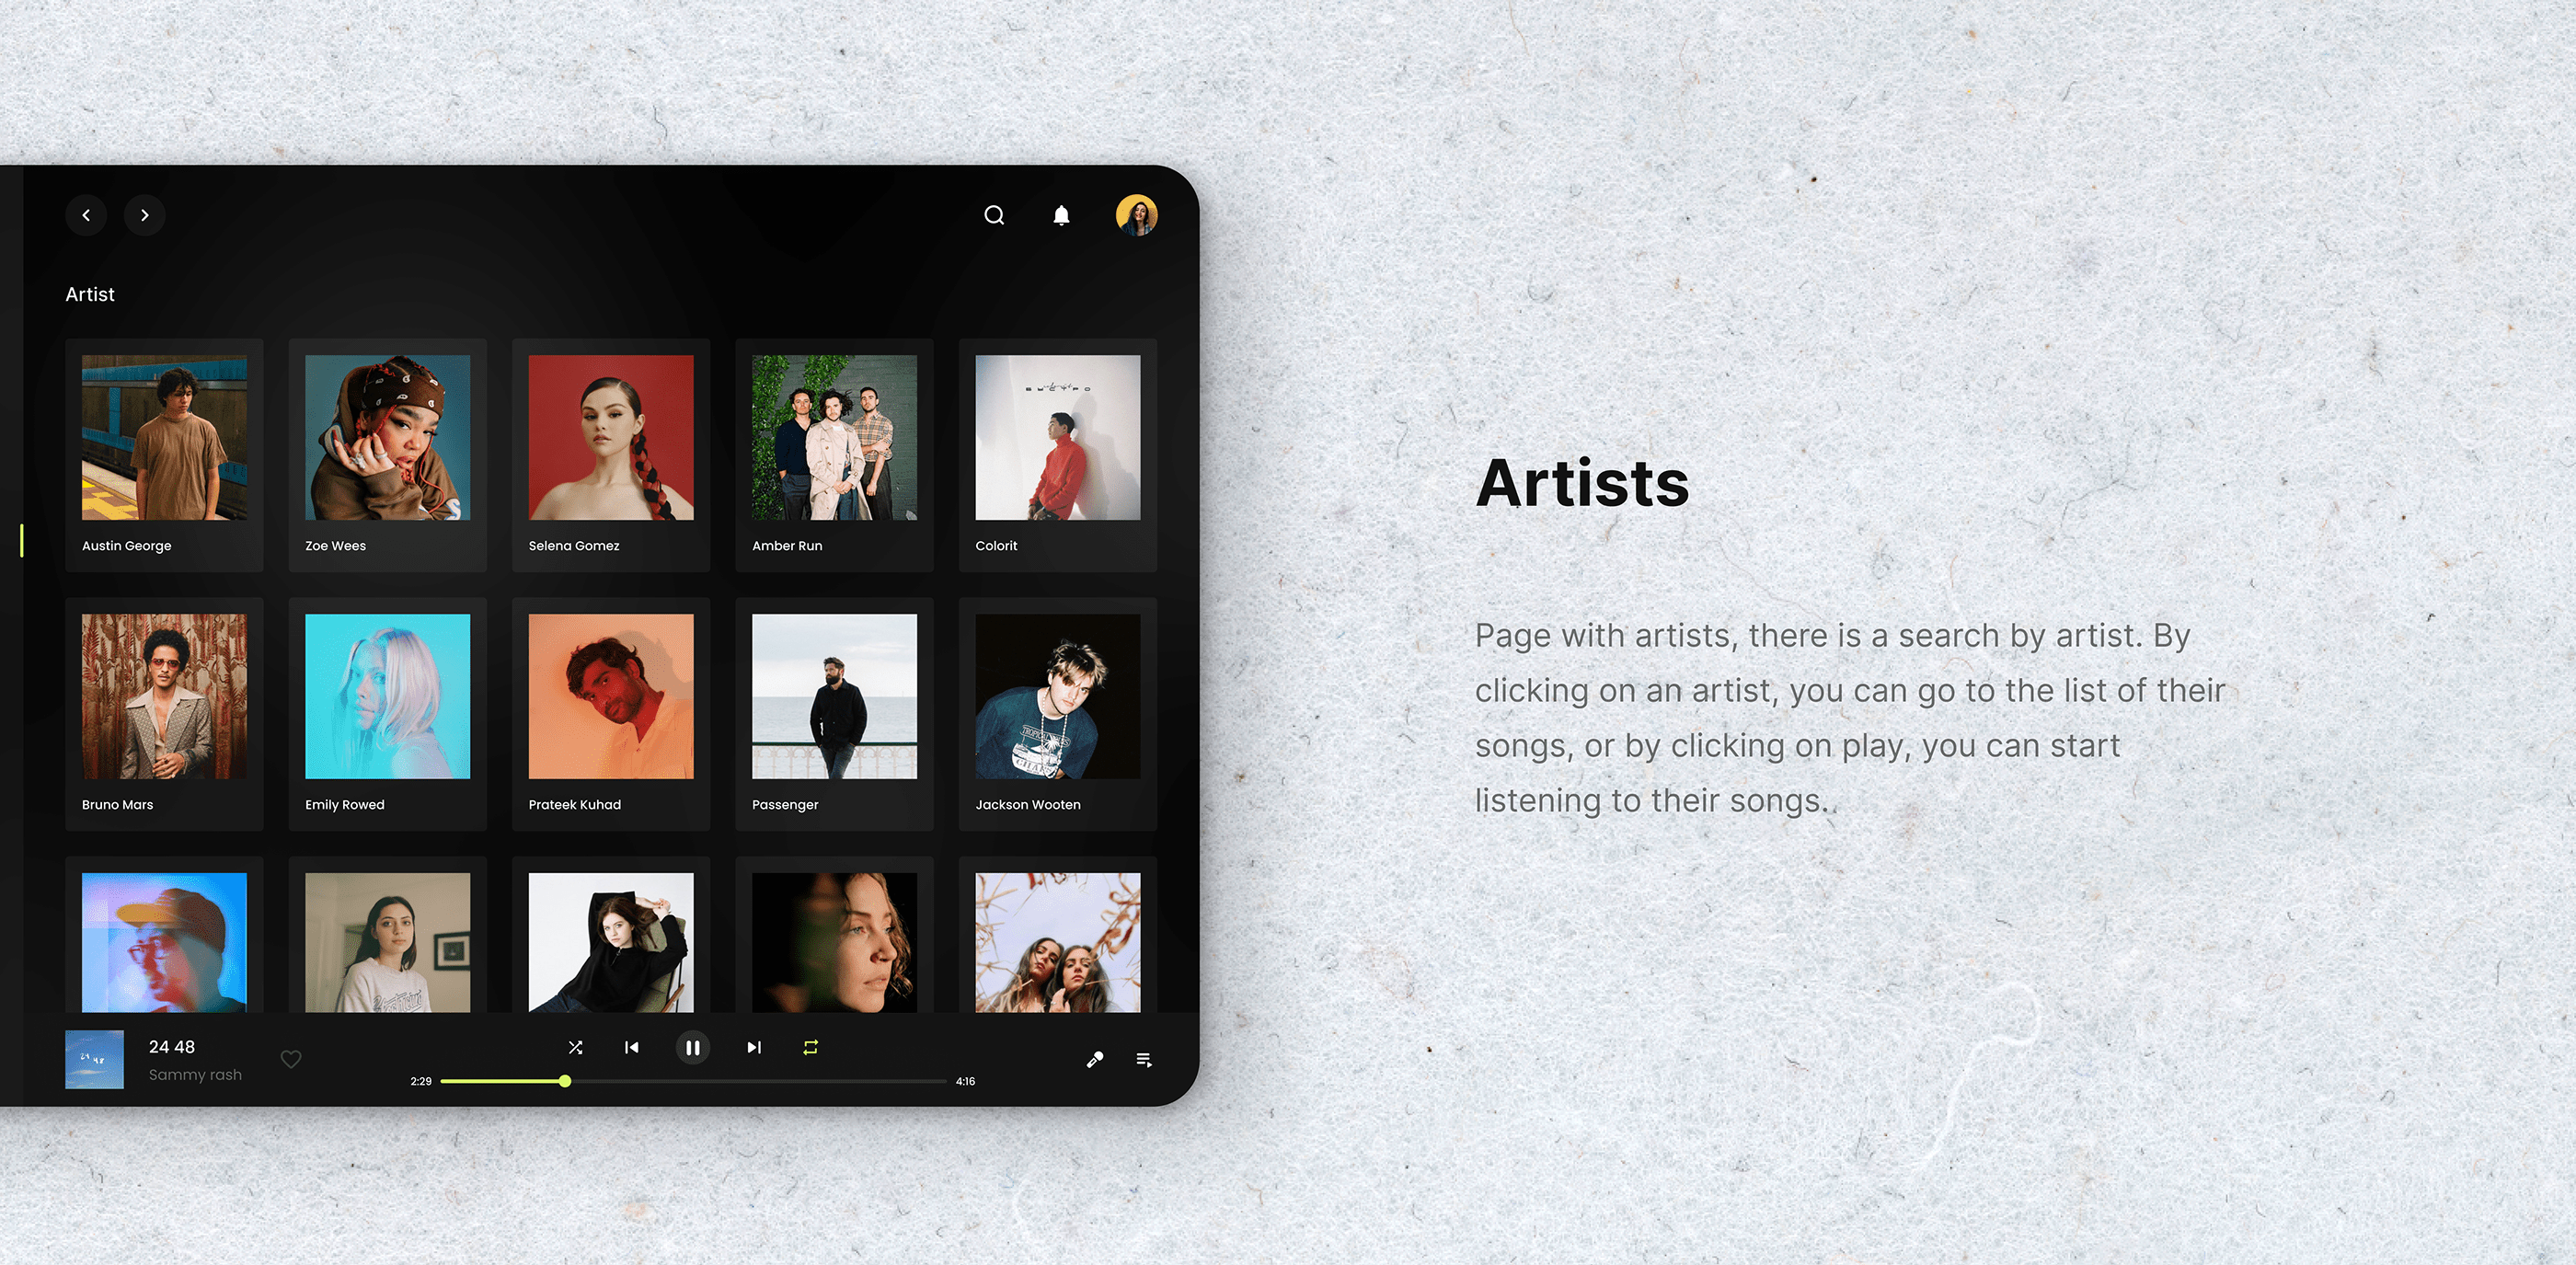 Artist
Austin George
Zoe Wees
Selena Gomez
Amber Run
Colorit
Bruno Mars
Emily Rowed
Prateek Kuhad
Passenger
Jackson Wooten
24 48
24 48
Sammy rash
2:29
4:16
Artists
Page with artists, there is a search by artist. By
clicking on an artist, you can go to the list of their
songs, or by clicking on play, you can start
listening to their songs.